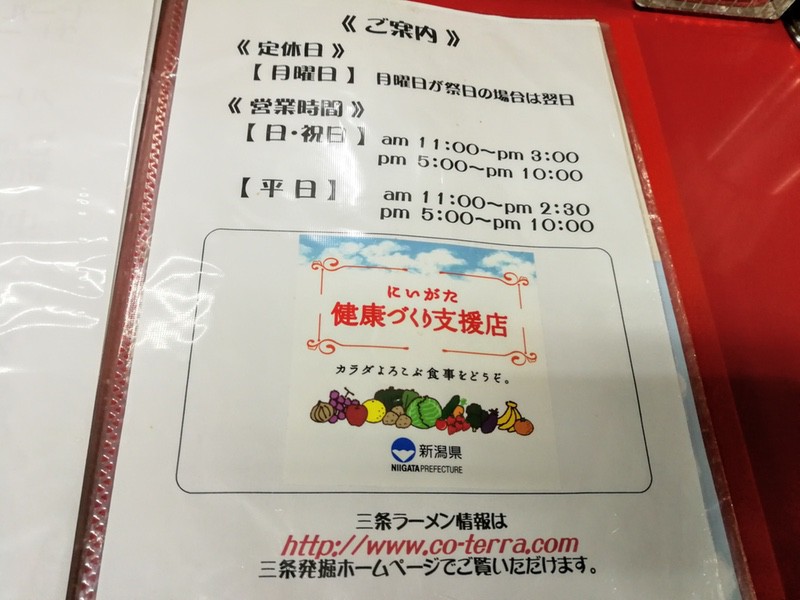 《ご案内》
《定休日》
【月曜日】 月曜日が祭日の場合は翌日
《営業時間》
【日・祝日】 am 11:00～pm 3:00
pm 5:00～pm 10:00
【平日】 am 11:00～pm 2:30
pm 5:00～pm 10:00
にいがた
健康づくり支援店
カラダよろこぶ食事をどうぞ。
新潟県
NIIGATA PREFECTURE
三条ラーメン情報は
http://www.co-terra.com
三条発掘ホームページでご覧いただけます。